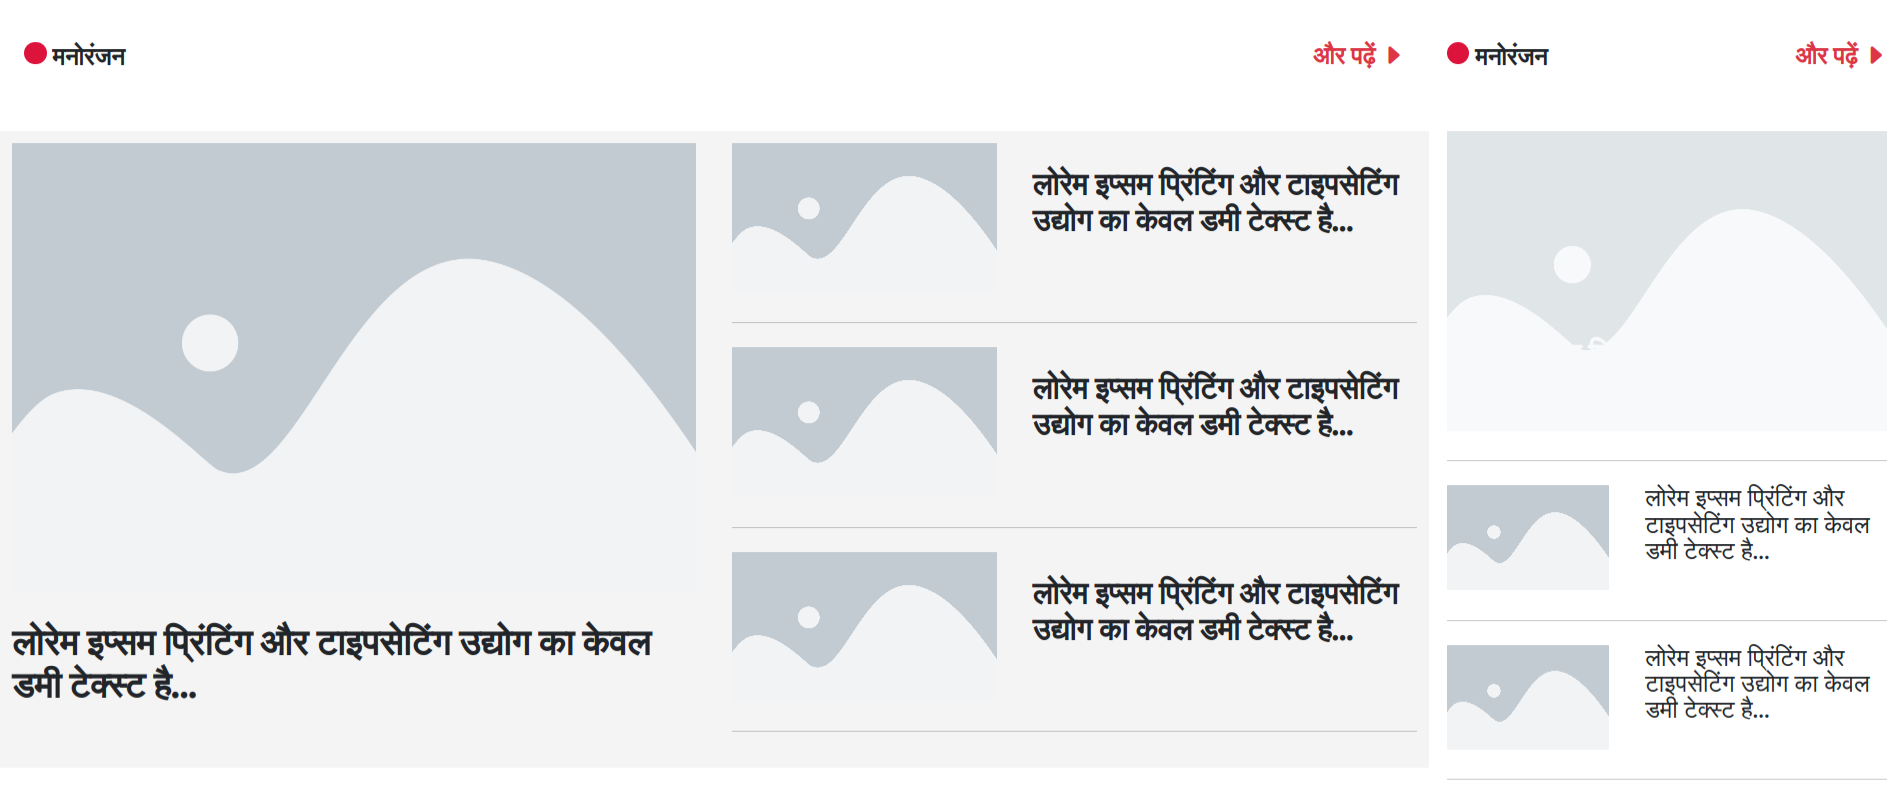 मनोरंजन
और पढ़ें
लोरेम इप्सम प्रिंटिंग और टाइपसेटिंग उद्योग का केवल
डमी टेक्स्ट है...
लोरेम इप्सम प्रिंटिंग और टाइपसेटिंग
उद्योग का केवल डमी टेक्स्ट है...
लोरेम इप्सम प्रिंटिंग और टाइपसेटिंग
उद्योग का केवल डमी टेक्स्ट है...
लोरेम इप्सम प्रिंटिंग और टाइपसेटिंग
उद्योग का केवल डमी टेक्स्ट है...
मनोरंजन
और पढ़ें
लोरेम इप्सम प्रिंटिंग और
टाइपसेटिंग उद्योग का केवल
डमी टेक्स्ट है...
लोरेम इप्सम प्रिंटिंग और
टाइपसेटिंग उद्योग का केवल
डमी टेक्स्ट है...